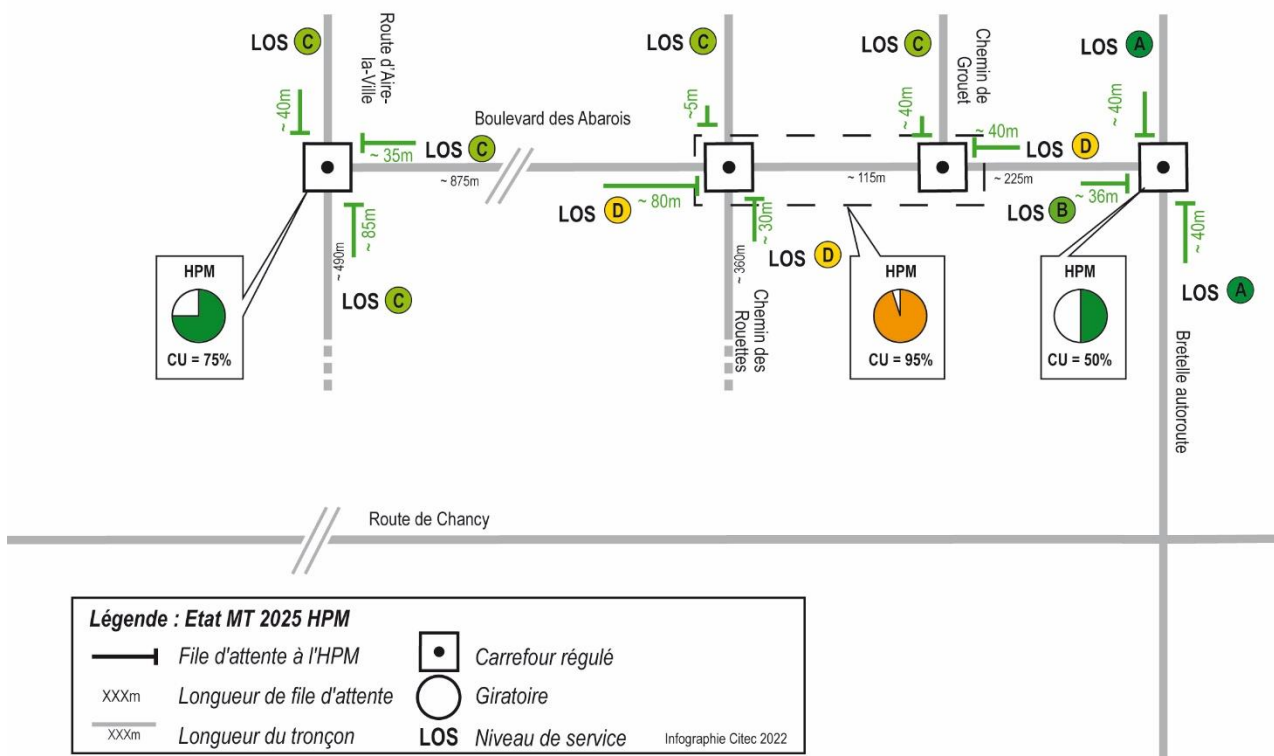 LOS C
Route d'Aire-
la-Ville
LOS C
LOS C
Chemin de
Grouet
LOS A
~40m
Boulevard des Abarois
~5m
~40m
~40m
~ 35m
LOS C
~ 40m
LOS D
~ 875m
~ 115m
~ 225m
~ 80m
LOS D
~ 36m
LOS B
~ 85m
~ 490m
~30m
~ 360m
~40m
LOS D
LOS C
LOS A
HPM
CU = 75%
Chemin des
Rouettes
HPM
CU = 95%
HPM
CU = 50%
Bretelle autoroute
Route de Chancy
Légende : Etat MT 2025 HPM
File d'attente à l'HPM
Carrefour régulé
XXXm
Longueur de file d'attente
Giratoire
XXXm
Longueur du tronçon
LOS Niveau de service
Infographie Citec 2022